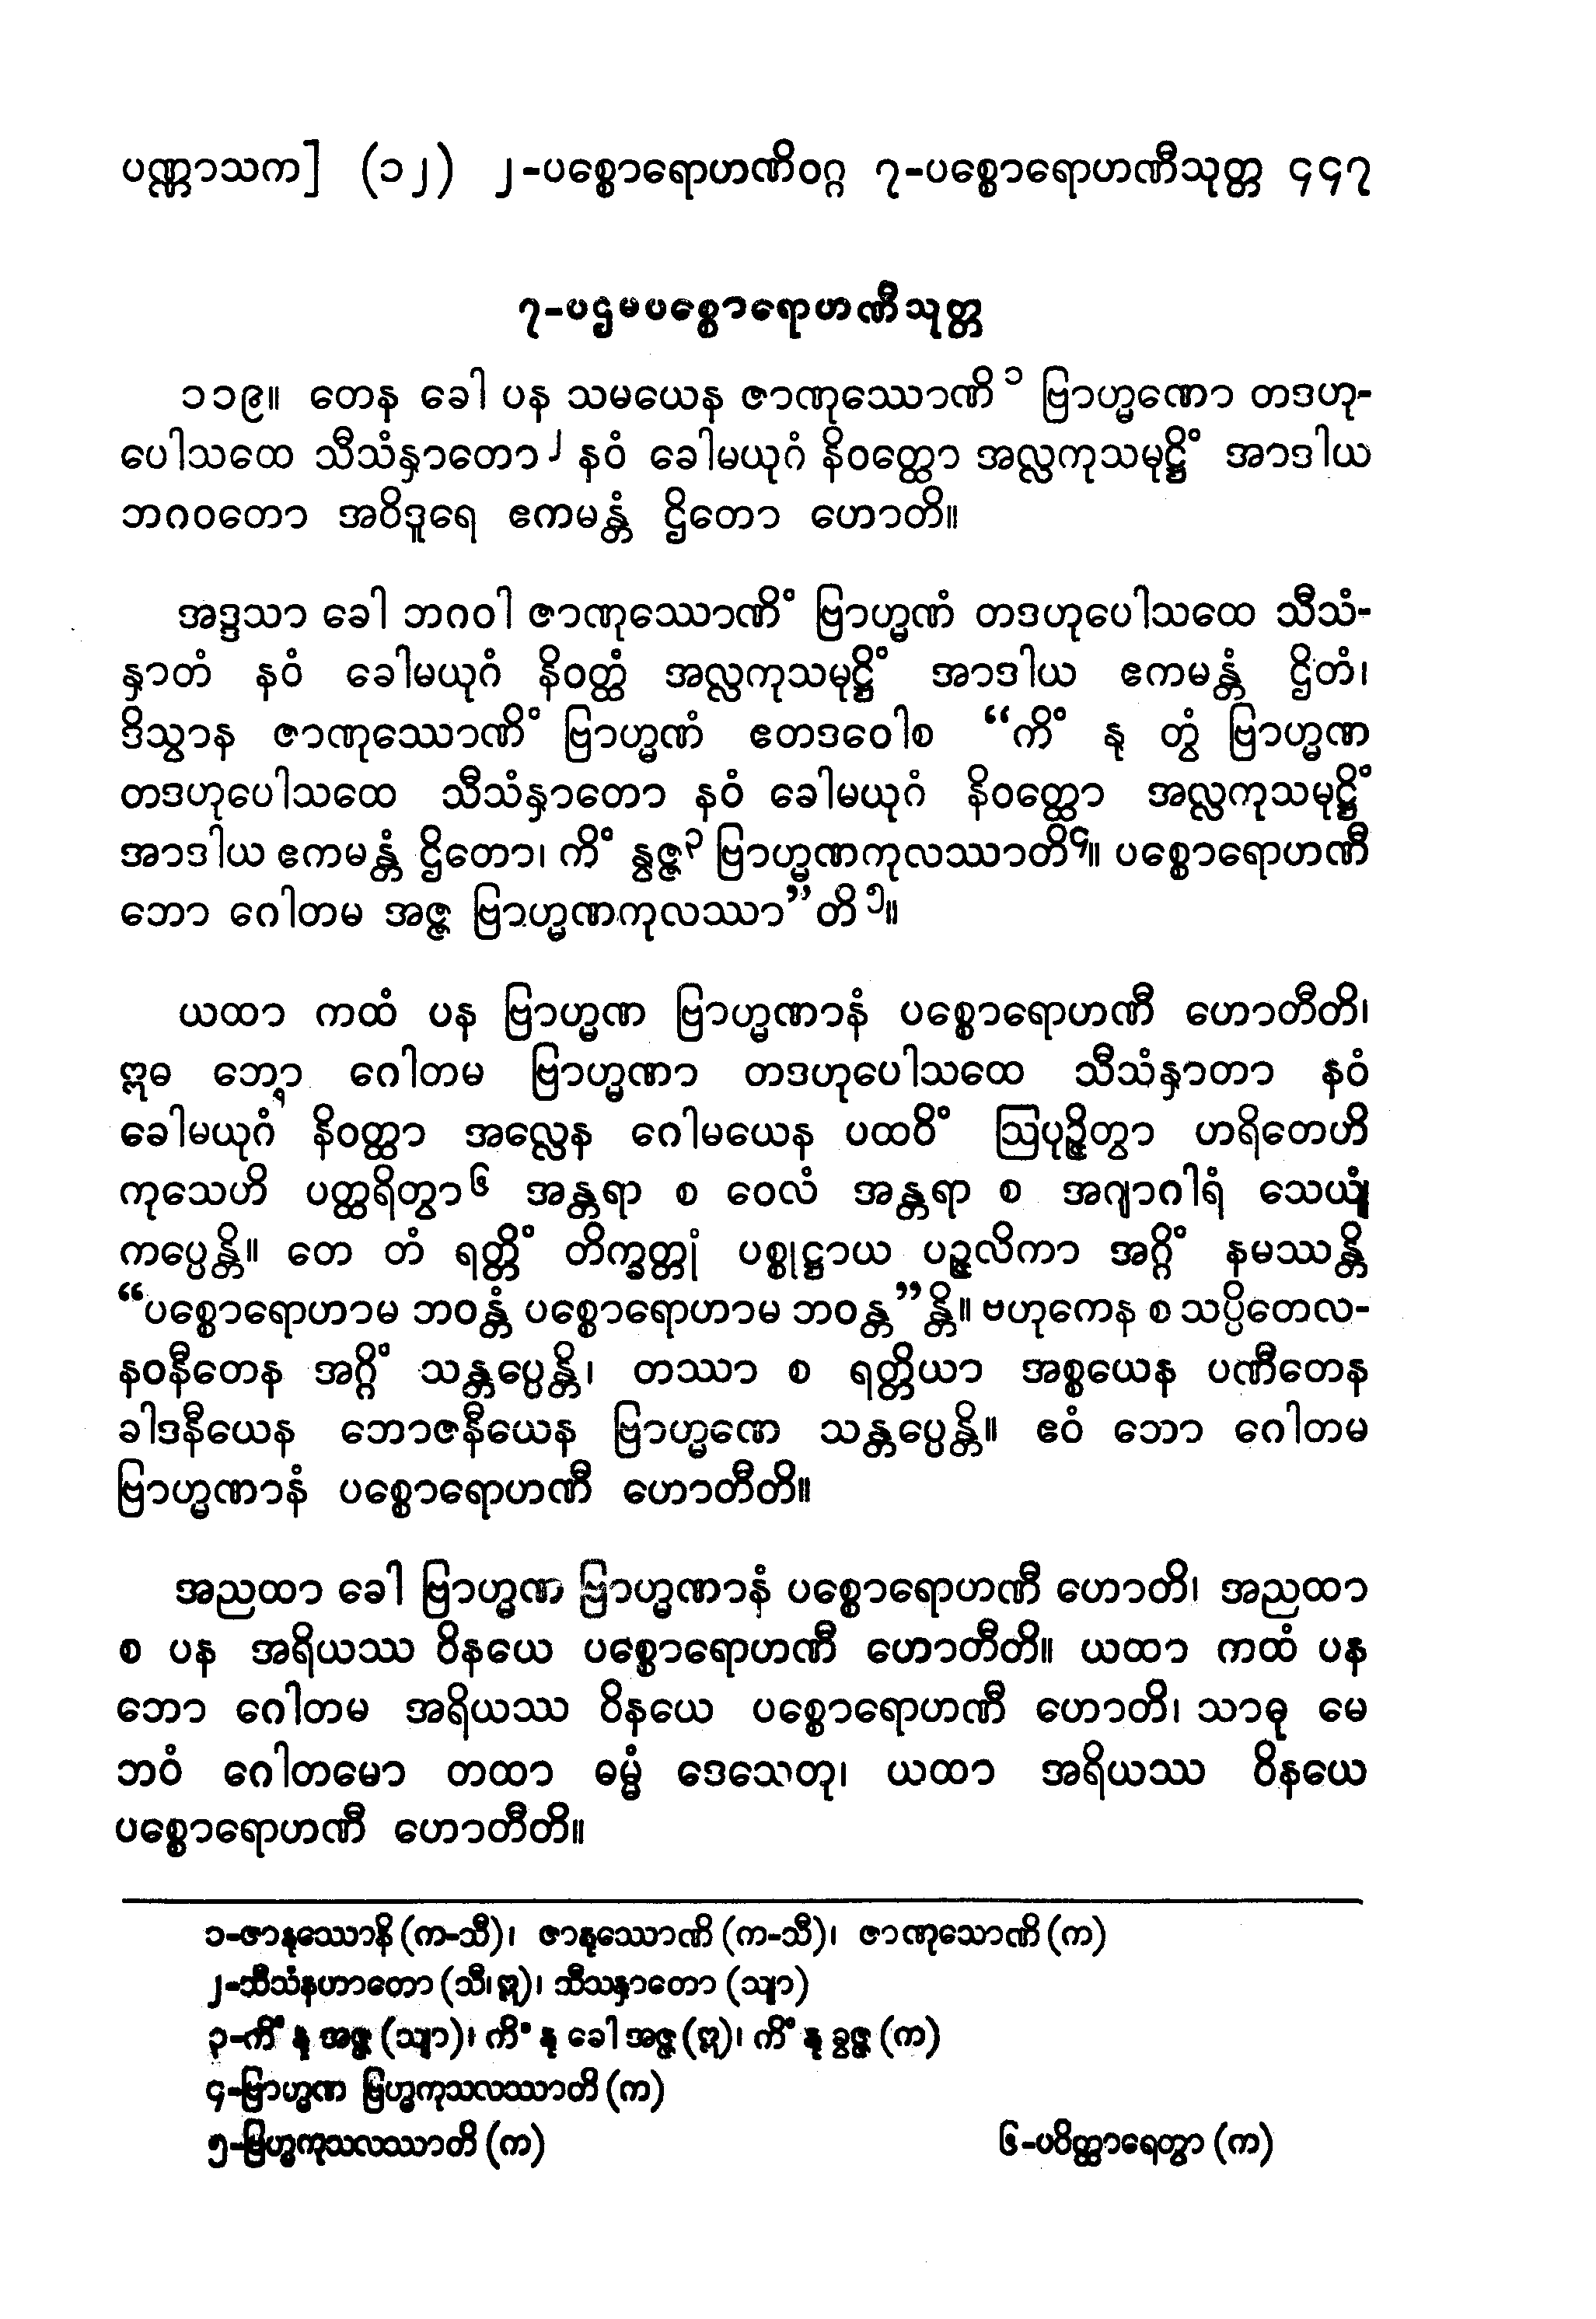 ပဏ္ဏာသက] (၁၂) ၂-ပစ္စောရောဟဏိဝဂ္ဂ ၇-ပစ္စောရောဟဏီသုတ္တ ၄၄၇
၇-ပဌမပစ္စောရောဟဏီသုတ္တ
၁၁၉။ တေန ခေါ ပန သမယေန ဇာဏုဿောဏိ၁ ဗြာဟ္မဏော တဒဟု-
ပေါသထေ သီသံန္ှာတော၂ နဝံ ခေါမယုဂံ နိဝတ္ထော အလ္လကုသမုဋ္ဌိံ အာဒါယ
ဘဂဝတော အဝိဒူရေ ဧကမန္တံ ဌိတော ဟောတိ။
အဒ္ဒသာ ခေါ ဘဂဝါ ဇာဏုဿောဏိံ ဗြာဟ္မဏံ တဒဟုပေါသထေ သီသံ-
နှာတံ နဝံ ခေါမယုဂံ နိဝတ္ထံ အလ္လကုသမုဋ္ဌိံ အာဒါယ ဧကမန္တံ ဌိတံ၊
ဒိသွာန ဇာဏုဿောဏိံ ဗြာဟ္မဏံ ဧတဒဝေါစ “ကိံ နု တွံ ဗြာဟ္မဏ
တဒဟုပေါသထေ သီသံနှာတော နဝံ ခေါမယုဂံ နိဝတ္ထော အလ္လကုသမုဋ္ဌိံ
အာဒါယ ဧကမန္တံ ဌိတော၊ ကိံ နွဇ္ဇ၃ ဗြာဟ္မဏကုလဿာတိ၄။ ပစ္စောရောဟဏီ
ဘော ဂေါတမ အဇ္ဇ ဗြာဟ္မဏကုလဿာ”တိ၅။
ယထာ ကထံ ပန ဗြာဟ္မဏ ဗြာဟ္မဏာနံ ပစ္စောရောဟဏီ ဟောတီတိ၊
ဣဓ ဘော ဂေါတမ ဗြာဟ္မဏာ တဒဟုပေါသထေ သီသံနှာတာ နဝံ
ခေါမယုဂံ နိဝတ္ထာ အလ္လေန ဂေါမယေန ပထဝိံ ဩပုဉ္ဇိတွာ ဟရိတေဟိ
ကုသေဟိ ပတ္ထရိတွာ၆ အန္တရာ စ ဝေလံ အန္တရာ စ အဂျာဂါရံ သေယျံ
ကပ္ပေန္တိ။ တေ တံ ရတ္တိံ တိက္ခတ္တုံ ပစ္စုဋ္ဌာယ ပဉ္ဇလိကာ အဂ္ဂိံ နမဿန္တိ
“ပစ္စောရောဟာမ ဘဝန္တံ ပစ္စောရောဟာမ ဘဝန္တ”န္တိ။ ဗဟုကေန စ သပ္ပိတေလ-
နဝနီတေန အဂ္ဂိံ သန္တပ္ပေန္တိ၊ တဿာ စ ရတ္တိယာ အစ္စယေန ပဏီတေန
ခါဒနီယေန ဘောဇနီယေန ဗြာဟ္မဏေ သန္တပ္ပေန္တိ။ ဧဝံ ဘော ဂေါတမ
ဗြာဟ္မဏာနံ ပစ္စောရောဟဏီ ဟောတီတိ။
အညထာ ခေါ ဗြာဟ္မဏ ဗြာဟ္မဏာနံ ပစ္စောရောဟဏီ ဟောတိ၊ အညထာ
စ ပန အရိယဿ ဝိနယေ ပစ္စောရောဟဏီ ဟောတီတိ။ ယထာ ကထံ ပန
ဘော ဂေါတမ အရိယဿ ဝိနယေ ပစ္စောရောဟဏီ ဟောတိ၊ သာဓု မေ
ဘဝံ ဂေါတမော တထာ ဓမ္မံ ဒေသေတု၊ ယထာ အရိယဿ ဝိနယေ
ပစ္စောရောဟဏီ ဟောတီတိ။
၁-ဇာနုဿောနိ (က-သီ)၊ ဇာနုဿောဏိ (က-သီ)၊ ဇာဏုသောဏိ (က)
၂-သီသံနဟာတော (သီ၊ ဣ)၊ သီသနှာတော (သျာ)
၃-ကိံ နု အဇ္ဇ (သျာ)၊ ကိံ နု ခေါ အဇ္ဇ (ဣ)၊ ကိံ နု ခွဇ္ဇ (က)
၄-ဗြာဟ္မဏ ဗြဟ္မကုသလဿာတိ (က)
၅-ဗြဟ္မကုသလဿာတိ (က) ၆-ပဝိတ္ထာရေတွာ (က)